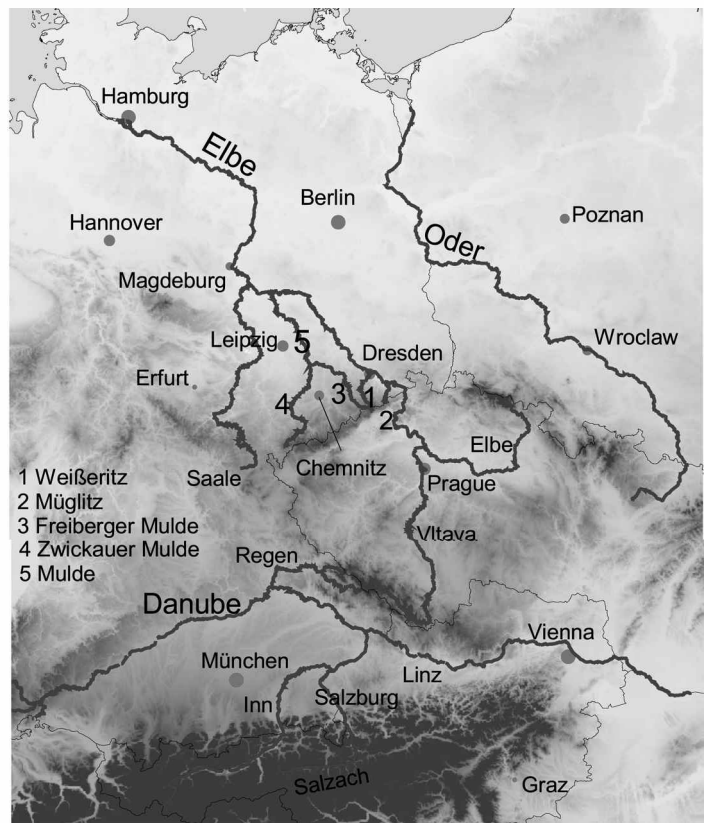 Hamburg
Elbe
Berlin
Hannover
Poznan
Oder
Magdeburg
Leipzig
5
Wroclaw
Dresden
Erfurt
4
3
1
2
Elbe
Chemnitz
Saale
Prague
1 Weißeritz
2 Müglitz
3 Freiberger Mulde
4 Zwickauer Mulde
5 Mulde
Vltava
Regen
Danube
Vienna
München
Linz
Inn
Salzburg
Salzach
Graz